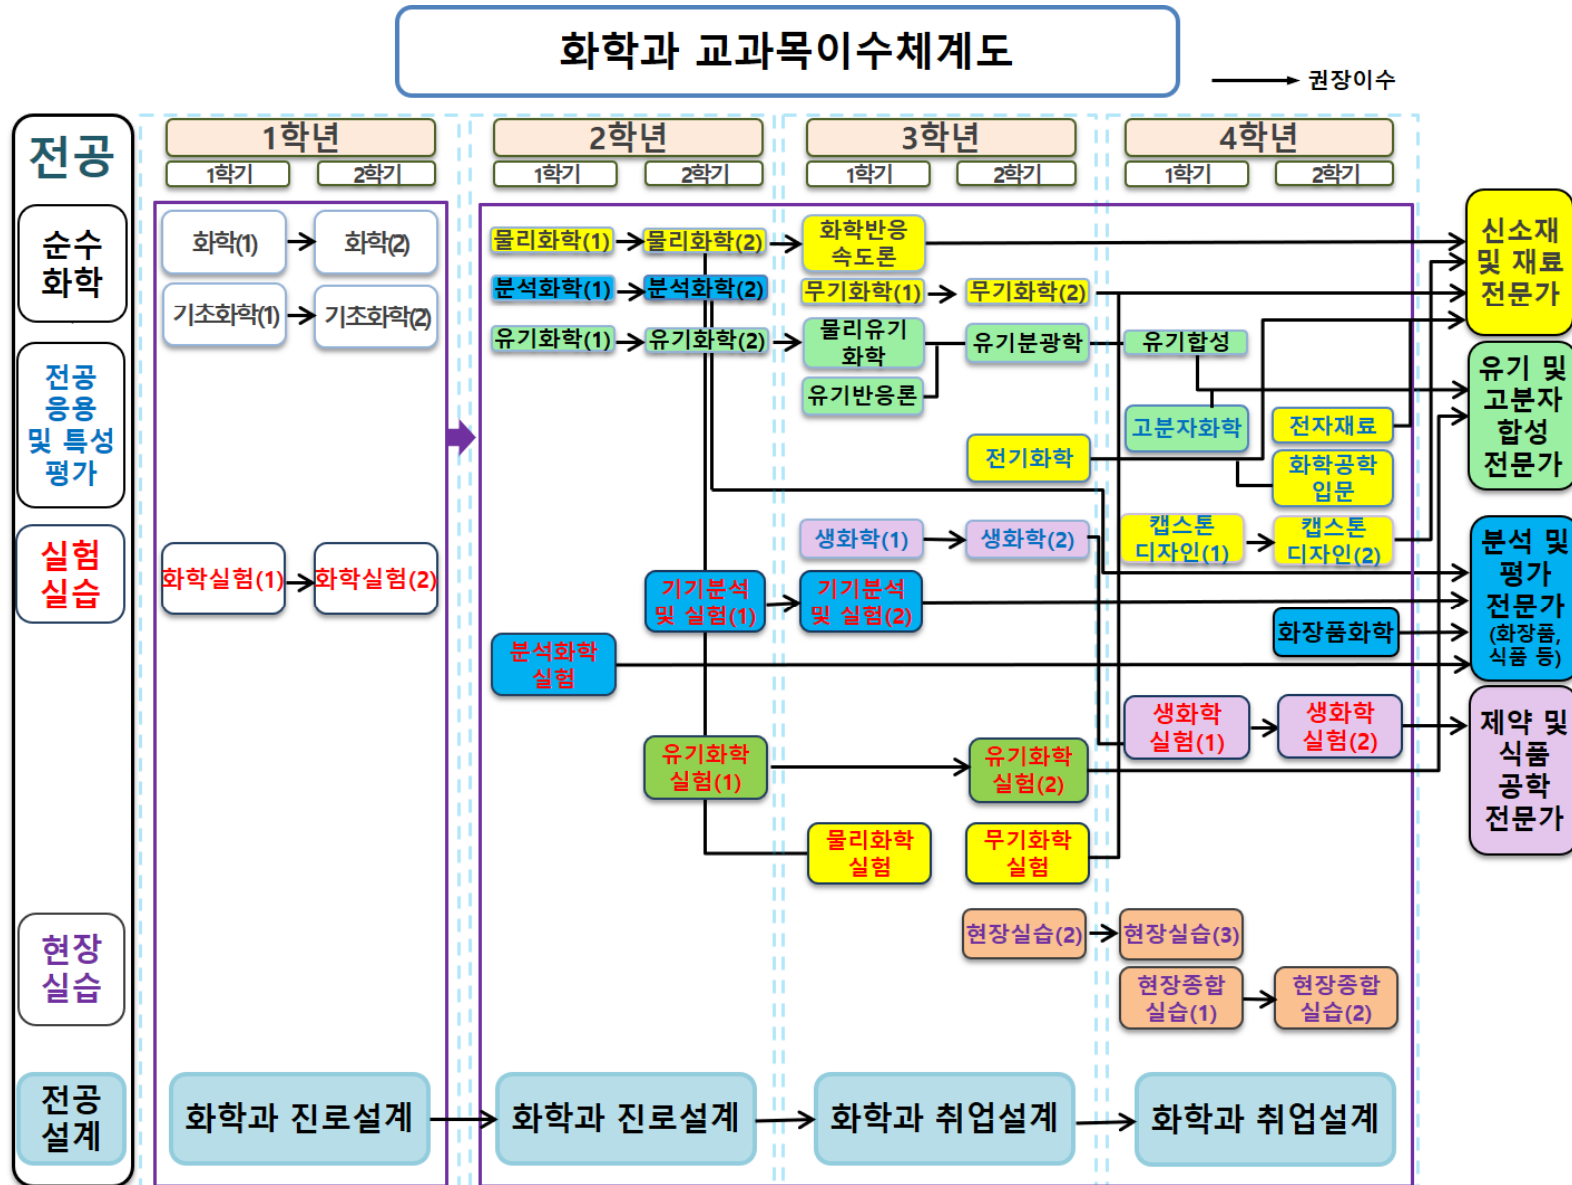 화학과 교과목이수체계도
권장이수
전공
1학년
2학년
3학년
4학년
1학기
2학기
1학기
2학기
1학기
2학기
1학기
2학기
순수
화학
화학(1)
화학(2)
기초화학(1)
기초화학(2)
물리화학(1)
물리화학(2)
화학반응
속도론
분석화학(1)
분석화학(2)
무기화학(1)
무기화학(2)
유기화학(1)
유기화학(2)
물리유기
화학
유기분광학
유기합성
유기반응론
신소재
및 재료
전문가
전공
응용
및 특성
평가
고분자화학
전자재료
전기화학
화학공학
입문
유기 및
고분자
합성
전문가
생화학(1)
생화학(2)
캡스톤
디자인(1)
캡스톤
디자인(2)
실험
실습
화학실험(1)
화학실험(2)
기기분석
및 실험(1)
기기분석
및 실험(2)
화장품화학
분석화학
실험
분석 및
평가
전문가
(화장품,
식품 등)
생화학
실험(1)
생화학
실험(2)
유기화학
실험(1)
유기화학
실험(2)
제약 및
식품
공학
전문가
물리화학
실험
무기화학
실험
현장
실습
현장실습(2)
현장실습(3)
현장종합
실습(1)
현장종합
실습(2)
전공
설계
화학과 진로설계
화학과 진로설계
화학과 취업설계
화학과 취업설계